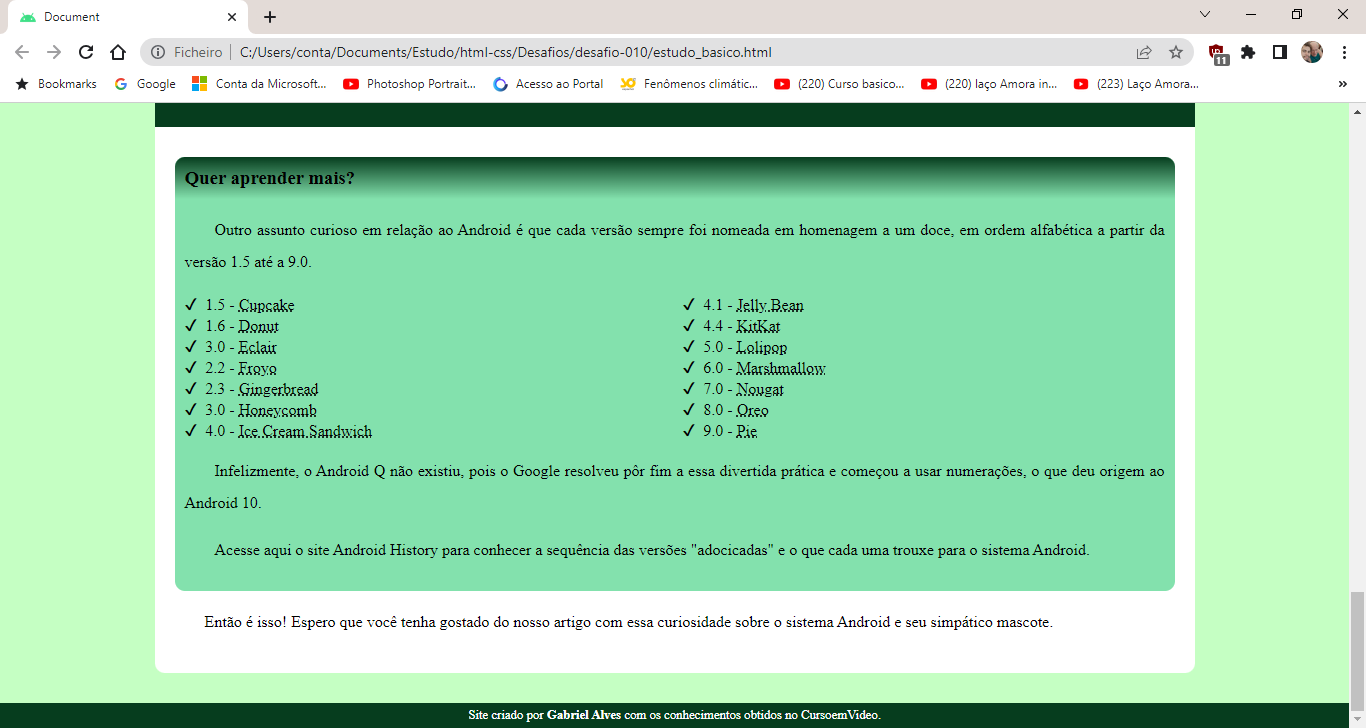 Document
Ficheiro
C:/Users/conta/Documents/Estudo/html-css/Desafios/desafio-010/estudo_basico.html
11
Bookmarks
Google
Conta da Microsoft...
Photoshop Portrait...
Acesso ao Portal
Fenômenos climátic...
(220) Curso basico...
(220) laço Amora in...
(223) Laço Amora...
»
Quer aprender mais?
Outro assunto curioso em relação ao Android é que cada versão sempre foi nomeada em homenagem a um doce, em ordem alfabética a partir da
versão 1.5 até a 9.0.
✓ 1.5 - Cupcake
✓ 1.6 - Donut
✓ 3.0 - Eclair
✓ 2.2 - Froyo
✓ 2.3 - Gingerbread
✓ 3.0 - Honeycomb
✓ 4.0 - Ice Cream Sandwich
✓ 4.1 - Jelly Bean
✓ 4.4 - KitKat
✓ 5.0 - Lolipop
✓ 6.0 - Marshmallow
✓ 7.0 - Nougat
✓ 8.0 - Oreo
✓ 9.0 - Pie
Infelizmente, o Android Q não existiu, pois o Google resolveu pôr fim a essa divertida prática e começou a usar numerações, o que deu origem ao
Android 10.
Acesse aqui o site Android History para conhecer a sequência das versões "adocicadas" e o que cada uma trouxe para o sistema Android.
Então é isso! Espero que você tenha gostado do nosso artigo com essa curiosidade sobre o sistema Android e seu simpático mascote.
Site criado por Gabriel Alves com os conhecimentos obtidos no CursoemVideo.